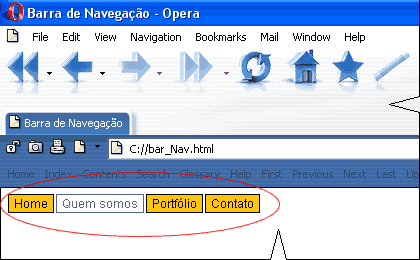 Barra de Navegação - Opera
File Edit View Navigation Bookmarks Mail Window Help
Barra de Navegação
C://bar_Nav.html
Home Index Contents Search Glossary Help First Previous Next Last Up
Home Quem somos Portfólio Contato